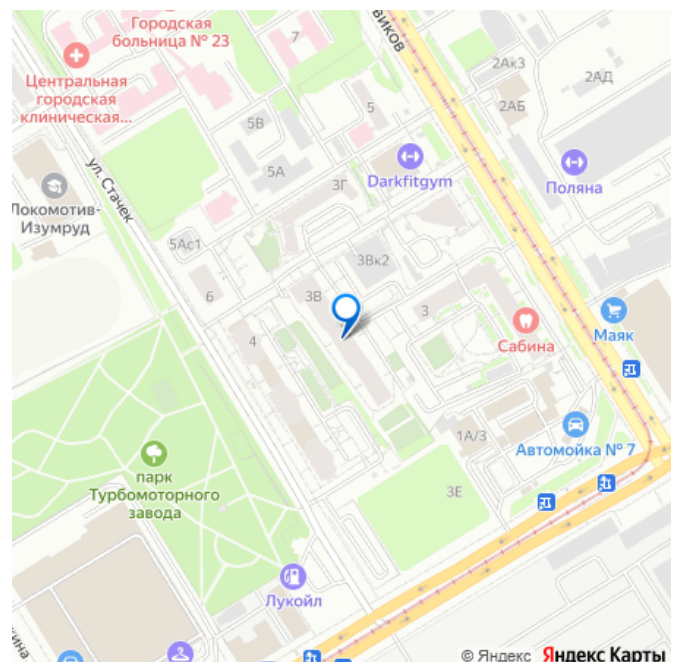 Городская
больница № 23
виков
7
2Ак3
2АД
Центральная
городская
клиническая...
2АБ
5
5В
Darkfitgym
Поляна
5А
3Г
ул. Стачек
Локомотив-
Изумруд
5Ас1
3Вк2
6
3В
3
Маяк
4
Сабина
1А/3
Автомойка № 7
парк
Турбомоторного
завода
3Е
Лукойл
кина
© Яндекс Яндекс Карты